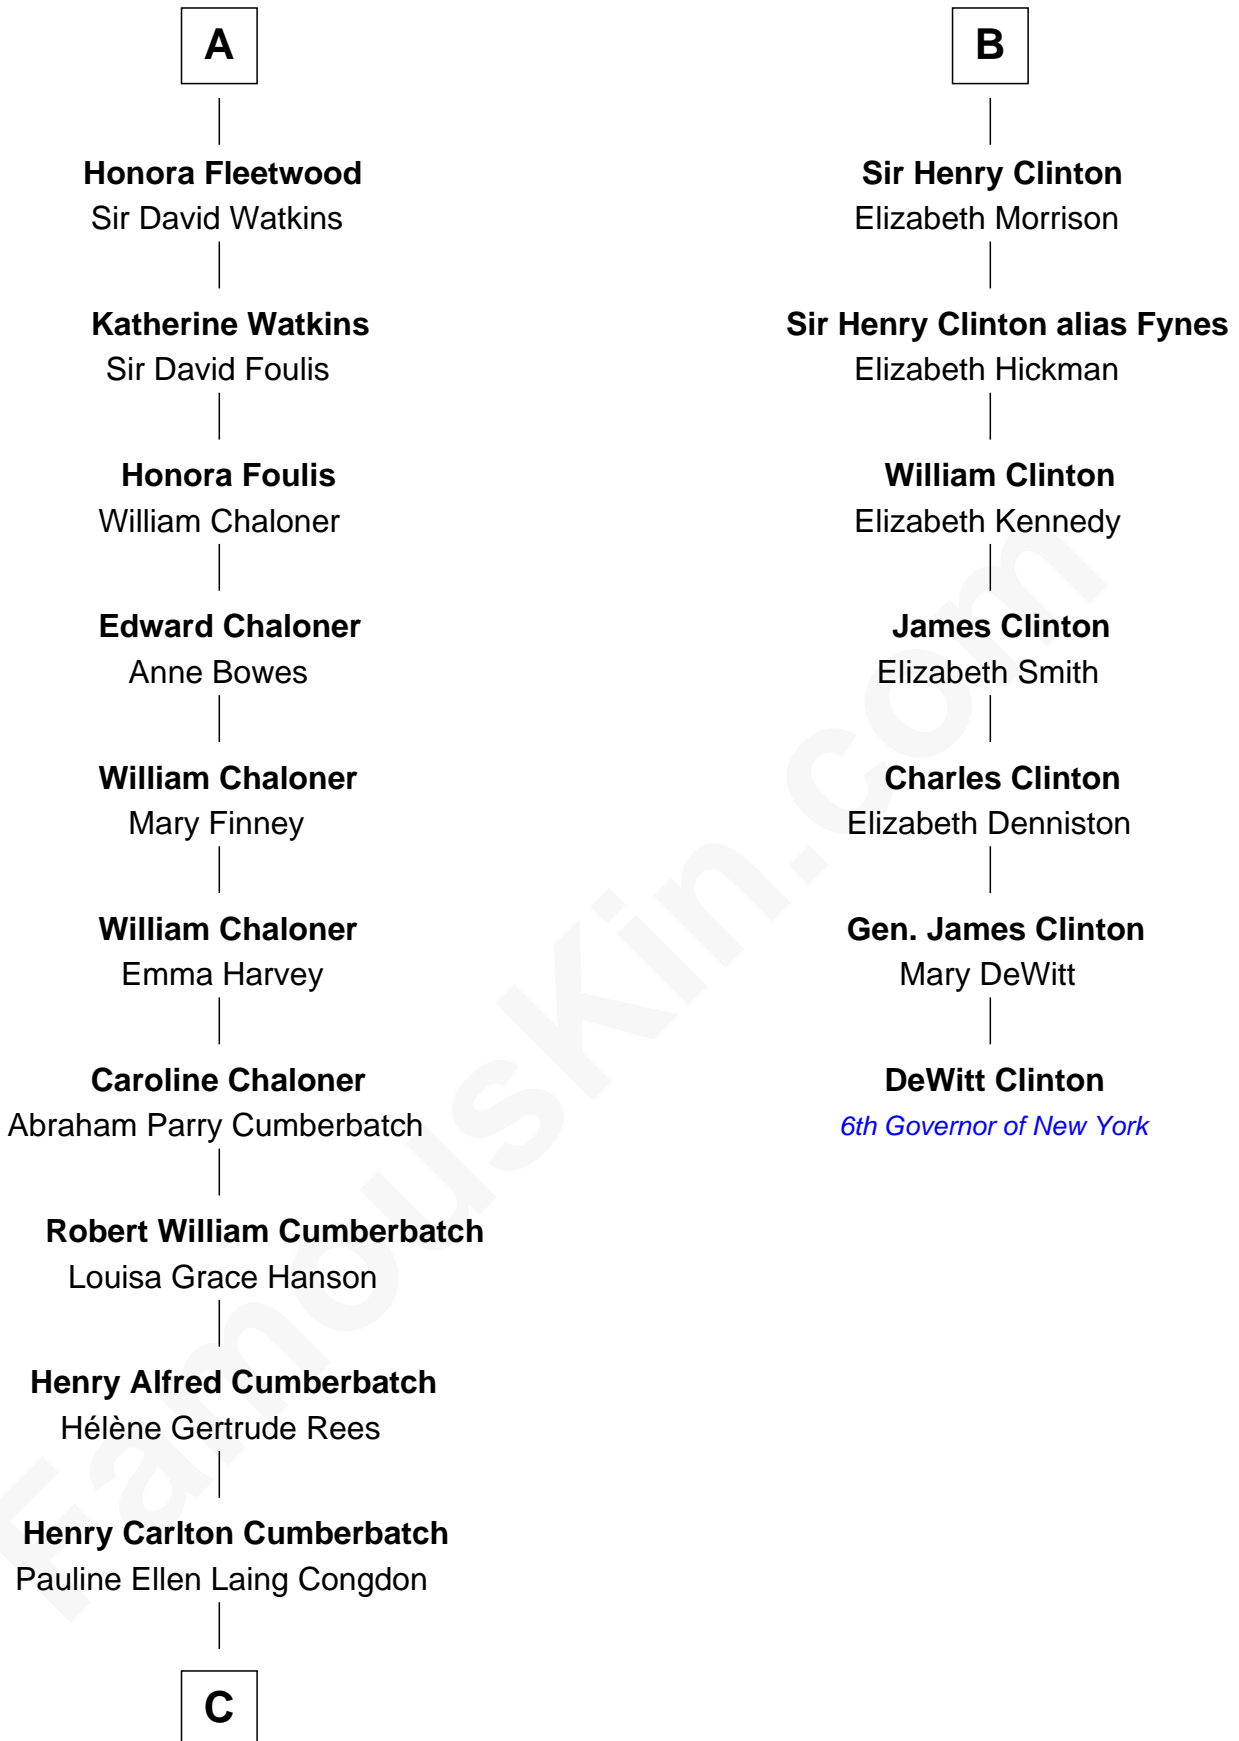 A
Honora Fleetwood
Sir David Watkins
Katherine Watkins
Sir David Foulis
Honora Foulis
William Chaloner
Edward Chaloner
Anne Bowes
William Chaloner
Mary Finney
William Chaloner
Emma Harvey
Caroline Chaloner
Abraham Parry Cumberbatch
Robert William Cumberbatch
Louisa Grace Hanson
Henry Alfred Cumberbatch
Hélène Gertrude Rees
Henry Carlton Cumberbatch
Pauline Ellen Laing Congdon
C
B
Sir Henry Clinton
Elizabeth Morrison
Sir Henry Clinton alias Fynes
Elizabeth Hickman
William Clinton
Elizabeth Kennedy
James Clinton
Elizabeth Smith
Charles Clinton
Elizabeth Denniston
Gen. James Clinton
Mary DeWitt
DeWitt Clinton
6th Governor of New York
FamousKin.com